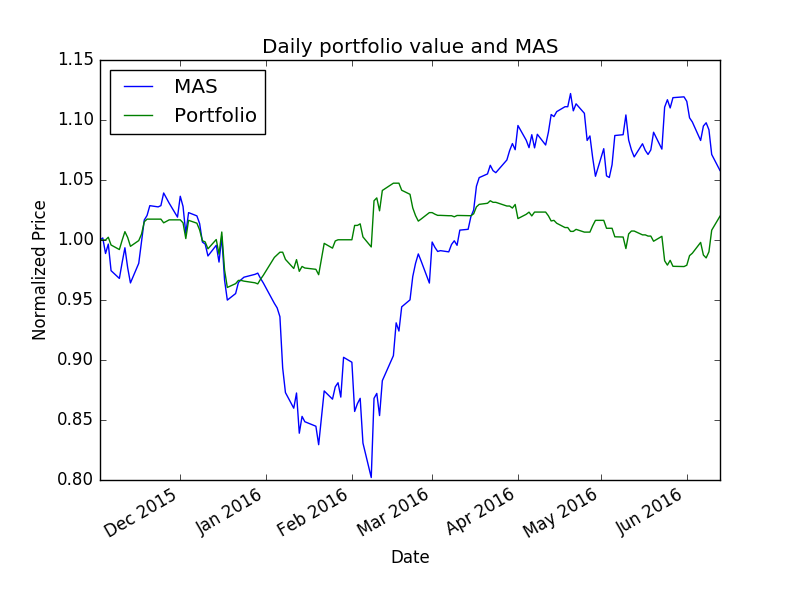 Daily portfolio value and MAS
MAS
Portfolio
1.15
1.10
1.05
1.00
0.95
0.90
0.85
0.80
Normalized Price
Dec 2015
Jan 2016
Feb 2016
Mar 2016
Apr 2016
May 2016
Jun 2016
Date